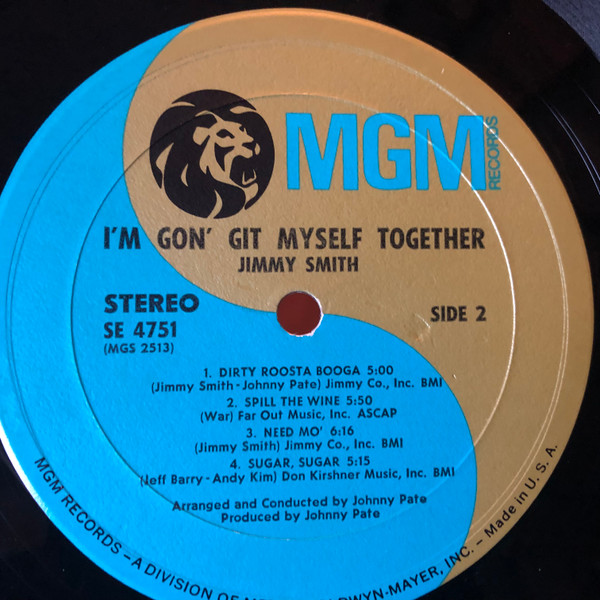 MGM
RECORDS
I'M GON' GIT MYSELF TOGETHER
JIMMY SMITH
STEREO
SE 4751
(MGS 2513)
SIDE 2
1. DIRTY ROOSTA BOOGA 5:00
(Jimmy Smith-Johnny Pate) Jimmy Co., Inc. BMI
2. SPILL THE WINE 5:50
(War) Far Out Music, Inc. ASCAP
3. NEED MO' 6:16
(Jimmy Smith) Jimmy Co., Inc. BMI
4. SUGAR, SUGAR 5:15
(Jeff Barry-Andy Kim) Don Kirshner Music, Inc. BMI
Arranged and Conducted by Johnny Pate
Produced by Johnny Pate
MGM RECORDS – A DIVISION OF DWYN-MAYER, INC. – Made in U. S. A.